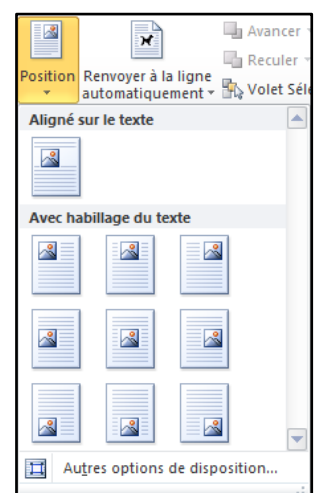 Avancer
Reculer
Position
Renvoyer à la ligne
automatiquement
Volet
Aligné sur le texte
Avec habillage du texte
Autres options de disposition...